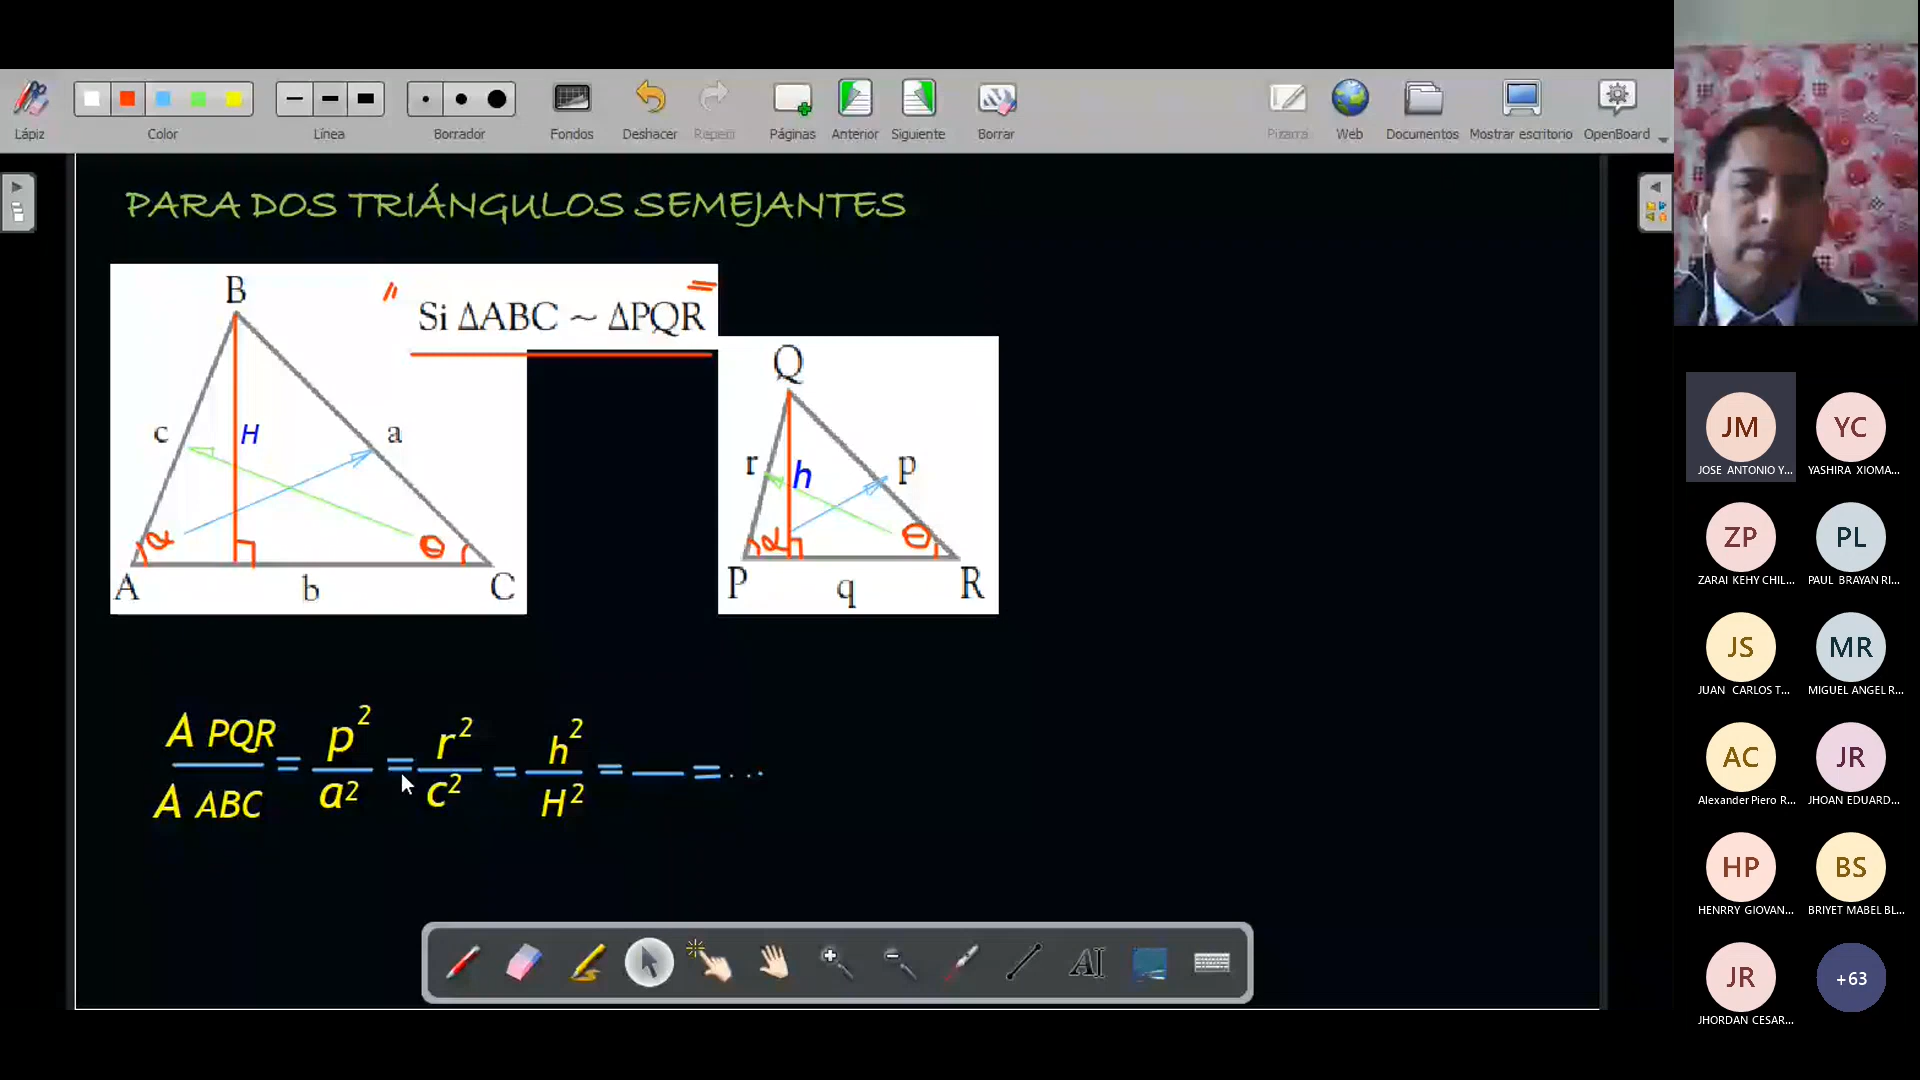 Lápiz
Color
Línea
Borrador
Fondos
Deshacer
Repetir
Páginas
Anterior
Siguiente
Borrar
Pizarra
Web
Documentos
Mostrar escritorio
OpenBoard
PARA DOS TRIÁNGULOS SEMEJANTES
Si ΔABC ~ ΔPQR
B
c
H
a
α
θ
A
b
C
Q
r
h
p
α
θ
P
q
R
A PQR / A ABC = p² / a² = r² / c² = h² / H² = — = ...
AI
JM
JOSE ANTONIO Y...
YC
YASHIRA XIOMA...
ZP
ZARAI KEHY CHIL...
PL
PAUL BRAYAN RI...
JS
JUAN CARLOS T...
MR
MIGUEL ANGEL R...
AC
Alexander Piero R...
JR
JHOAN EDUARD...
HP
HENRRY GIOVAN...
BS
BRIYET MABEL BL...
JR
JHORDAN CESAR...
+63